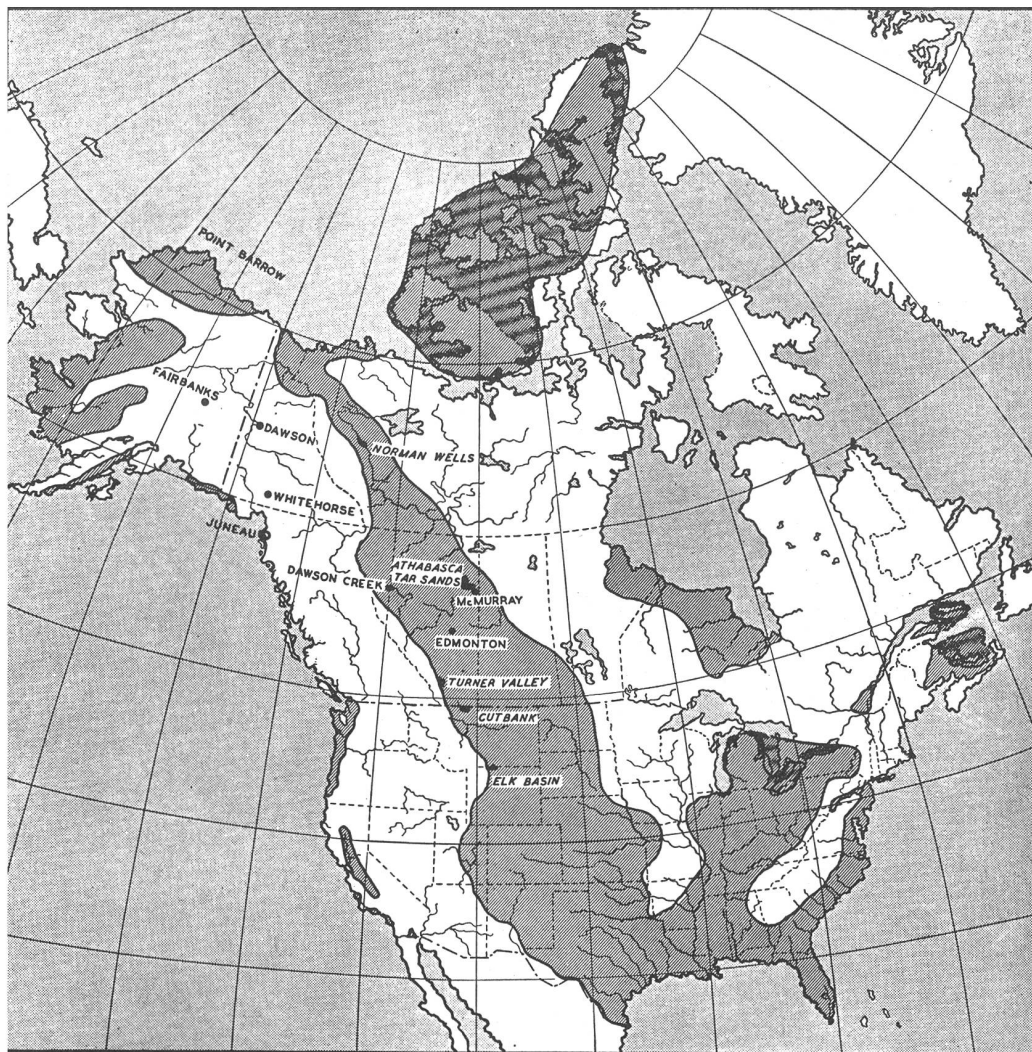 POINT BARROW
FAIRBANKS
DAWSON
NORMAN WELLS
WHITEHORSE
JUNEAU
ATHABASCA
TAR SANDS
DAWSON CREEK
McMURRAY
EDMONTON
TURNER VALLEY
CUTBANK
ELK BASIN